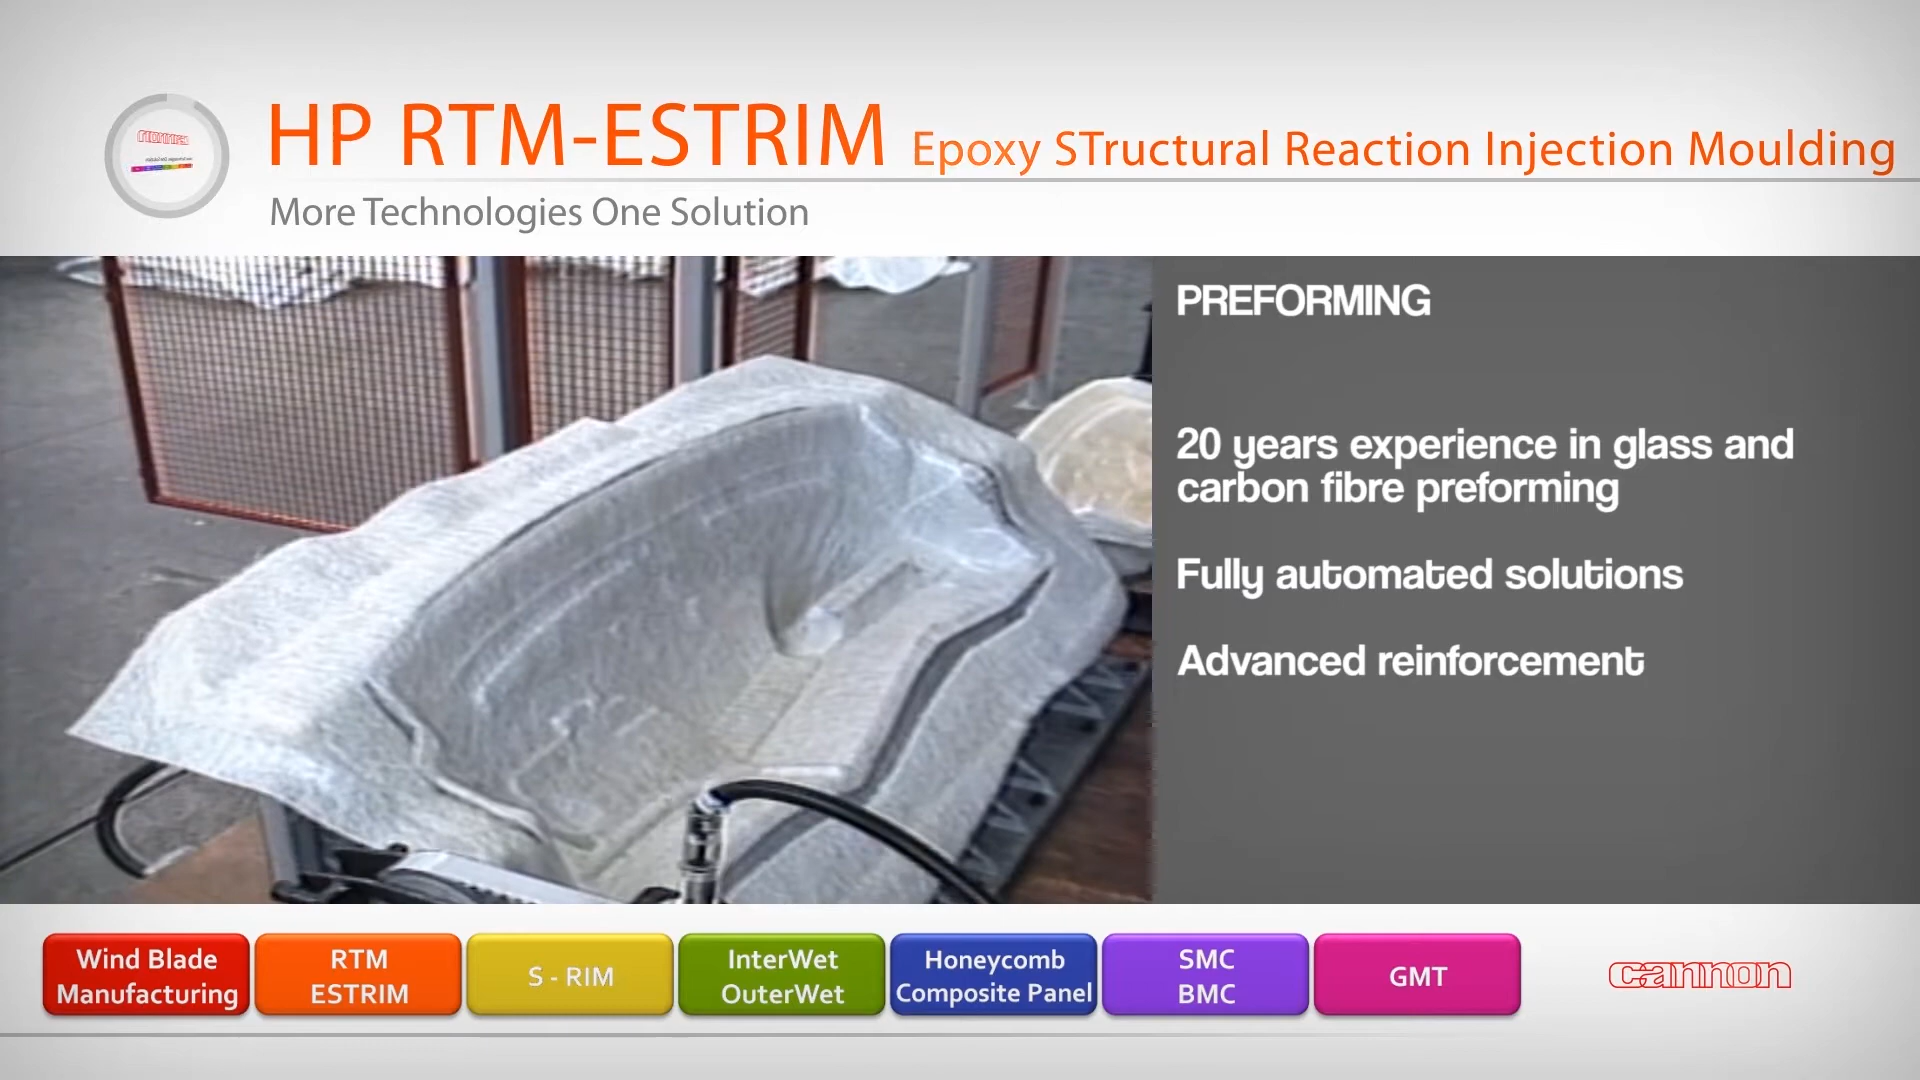 HP RTM-ESTRIM Epoxy STructural Reaction Injection Moulding
More Technologies One Solution
PREFORMING
20 years experience in glass and
carbon fibre preforming
Fully automated solutions
Advanced reinforcement
Wind Blade
Manufacturing
RTM
ESTRIM
S - RIM
InterWet
OuterWet
Honeycomb
Composite Panel
SMC
BMC
GMT
cannon